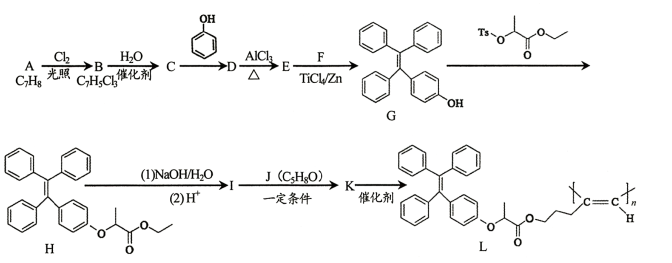 OH
Ts O O O
A Cl₂ 光照 B H₂O 催化剂 C D AlCl₃ △ E F TiCl₄/Zn
C₇H₈ C₇H₅Cl₃
OH
G
(1)NaOH/H₂O (2)H⁺ I J（C₅H₈O） 一定条件 K 催化剂
O O O
H
O O O C C n H
L